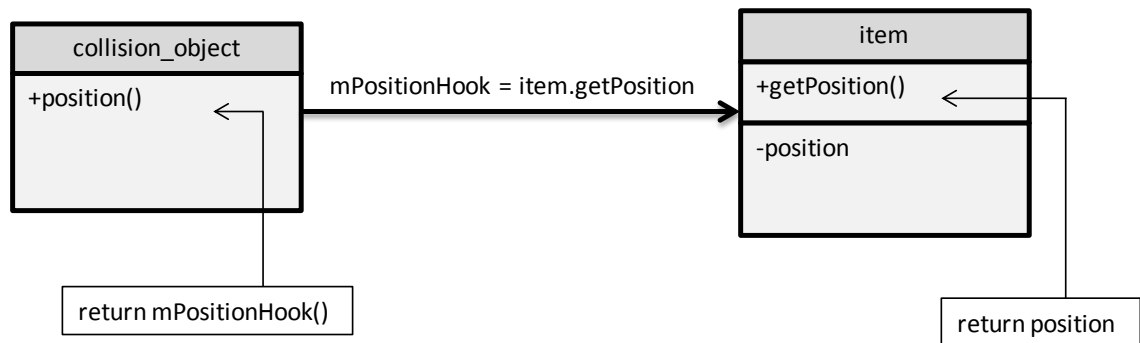 collision_object
+position()
mPositionHook = item.getPosition
item
+getPosition()
-position
return mPositionHook()
return position